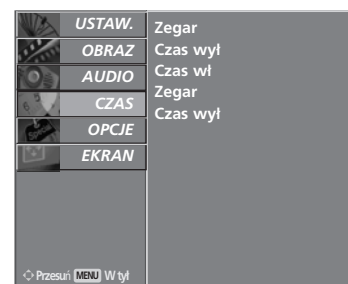 USTAW.
OBRAZ
AUDIO
CZAS
OPCJE
EKRAN
Zegar
Czas wył
Czas wł
Zegar
Czas wył
Przesuń MENU W tył